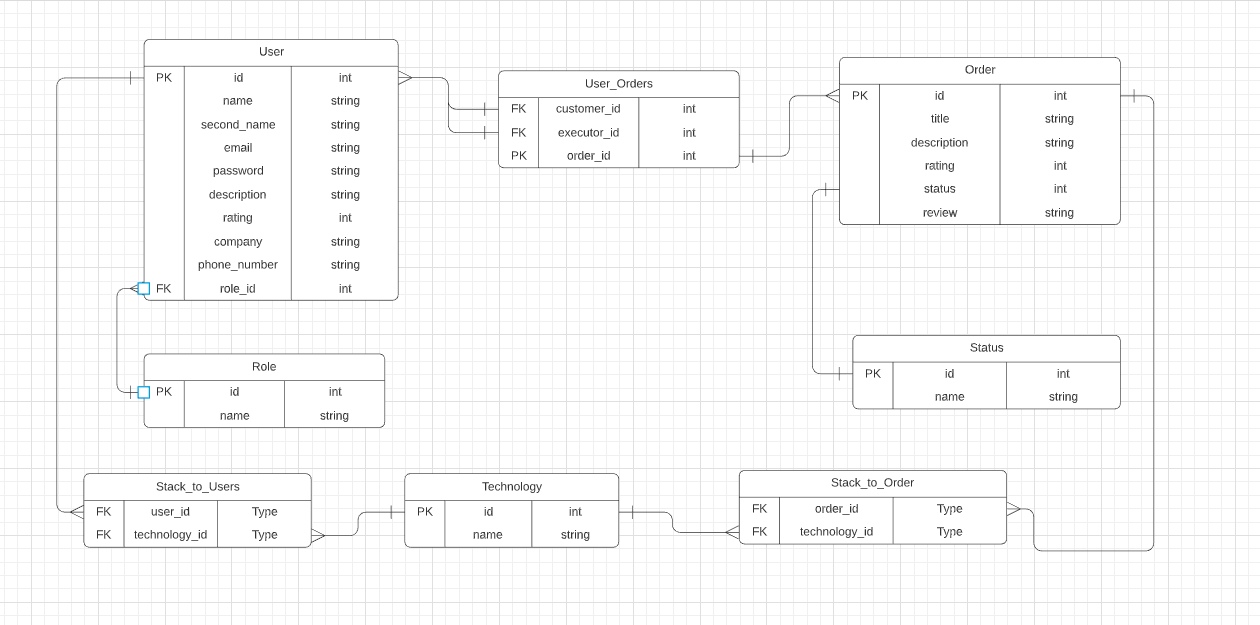 User
PK id int
name string
second_name string
email string
password string
description string
rating int
company string
phone_number string
FK role_id int
User_Orders
FK customer_id int
FK executor_id int
PK order_id int
Order
PK id int
title string
description string
rating int
status int
review string
Role
PK id int
name string
Status
PK id int
name string
Stack_to_Users
FK user_id Type
FK technology_id Type
Technology
PK id int
name string
Stack_to_Order
FK order_id Type
FK technology_id Type